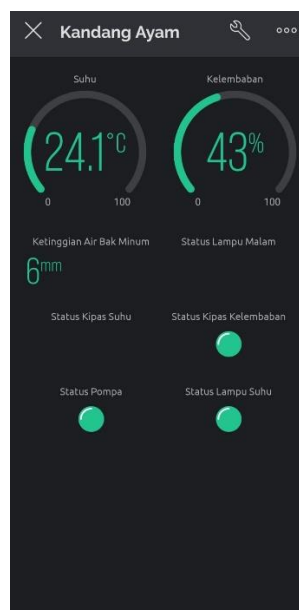 Kandang Ayam
Suhu
Kelembaban
24.1°C
43%
0
100
0
100
Ketinggian Air Bak Minum
Status Lampu Malam
6mm
Status Kipas Suhu
Status Kipas Kelembaban
Status Pompa
Status Lampu Suhu